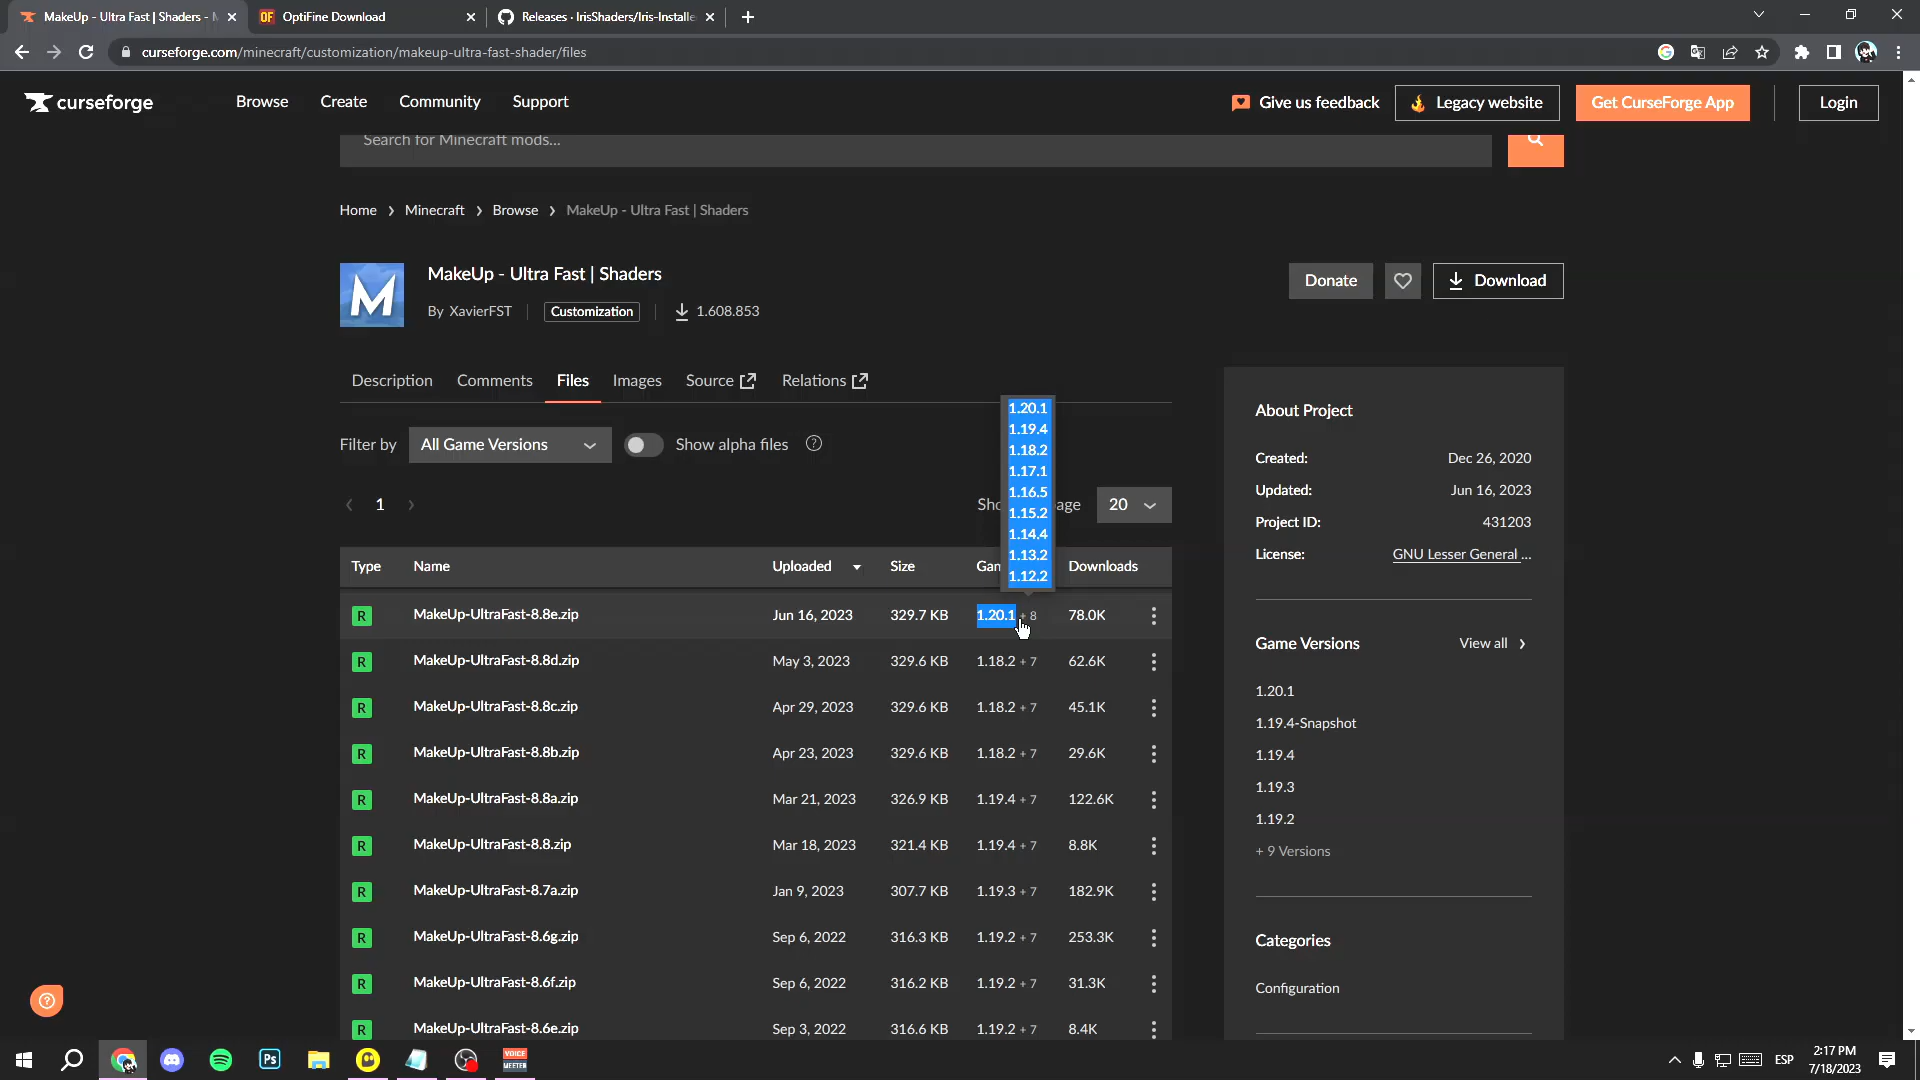 MakeUp - Ultra Fast | Shaders -
OptiFine Download
Releases · IrisShaders/Iris-Installe
curseforge.com/minecraft/customization/makeup-ultra-fast-shader/files
curseforge
Browse
Create
Community
Support
Give us feedback
Legacy website
Get CurseForge App
Login
Search for Minecraft mods...
Home > Minecraft > Browse > MakeUp - Ultra Fast | Shaders
MakeUp - Ultra Fast | Shaders
By XavierFST
Customization
1.608.853
Donate
Download
Description
Comments
Files
Images
Source
Relations
Filter by
All Game Versions
Show alpha files
1
20
1.20.1
1.19.4
1.18.2
1.17.1
1.16.5
1.15.2
1.14.4
1.13.2
1.12.2
Type Name Uploaded Size Downloads
R MakeUp-UltraFast-8.8e.zip Jun 16, 2023 329.7 KB 1.20.1 + 8 78.0K
R MakeUp-UltraFast-8.8d.zip May 3, 2023 329.6 KB 1.18.2 + 7 62.6K
R MakeUp-UltraFast-8.8c.zip Apr 29, 2023 329.6 KB 1.18.2 + 7 45.1K
R MakeUp-UltraFast-8.8b.zip Apr 23, 2023 329.6 KB 1.18.2 + 7 29.6K
R MakeUp-UltraFast-8.8a.zip Mar 21, 2023 326.9 KB 1.19.4 + 7 122.6K
R MakeUp-UltraFast-8.8.zip Mar 18, 2023 321.4 KB 1.19.4 + 7 8.8K
R MakeUp-UltraFast-8.7a.zip Jan 9, 2023 307.7 KB 1.19.3 + 7 182.9K
R MakeUp-UltraFast-8.6g.zip Sep 6, 2022 316.3 KB 1.19.2 + 7 253.3K
R MakeUp-UltraFast-8.6f.zip Sep 6, 2022 316.2 KB 1.19.2 + 7 31.3K
R MakeUp-UltraFast-8.6e.zip Sep 3, 2022 316.6 KB 1.19.2 + 7 8.4K
About Project
Created: Dec 26, 2020
Updated: Jun 16, 2023
Project ID: 431203
License: GNU Lesser General ...
Game Versions
View all >
1.20.1
1.19.4-Snapshot
1.19.4
1.19.3
1.19.2
+ 9 Versions
Categories
Configuration
Ps
VOICE
MEETER
ESP
2:17 PM
7/18/2023